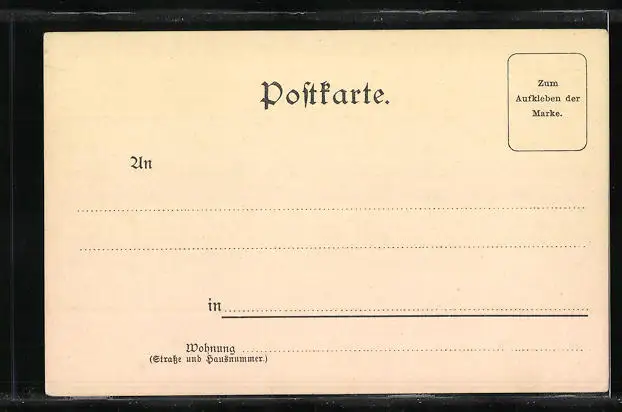 Postkarte.
Zum
Aufkleben der
Marke.
An
in
Wohnung
(Straße und Hausnummer.)